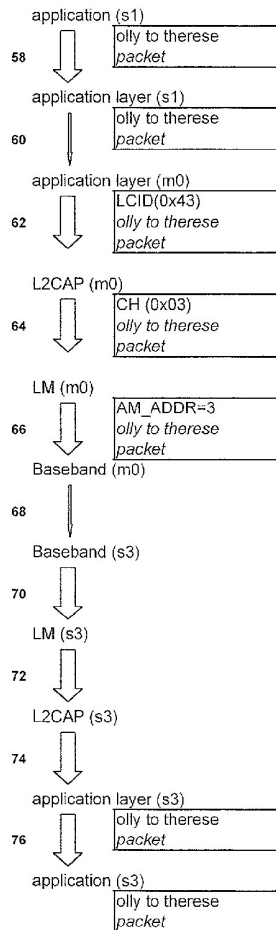 application (s1)
58
olly to therese
packet
application layer (s1)
60
olly to therese
packet
application layer (m0)
62
LCID(0x43)
olly to therese
packet
L2CAP (m0)
64
CH (0x03)
olly to therese
packet
LM (m0)
66
AM_ADDR=3
olly to therese
packet
Baseband (m0)
68
Baseband (s3)
70
LM (s3)
72
L2CAP (s3)
74
application layer (s3)
76
olly to therese
packet
application (s3)
olly to therese
packet